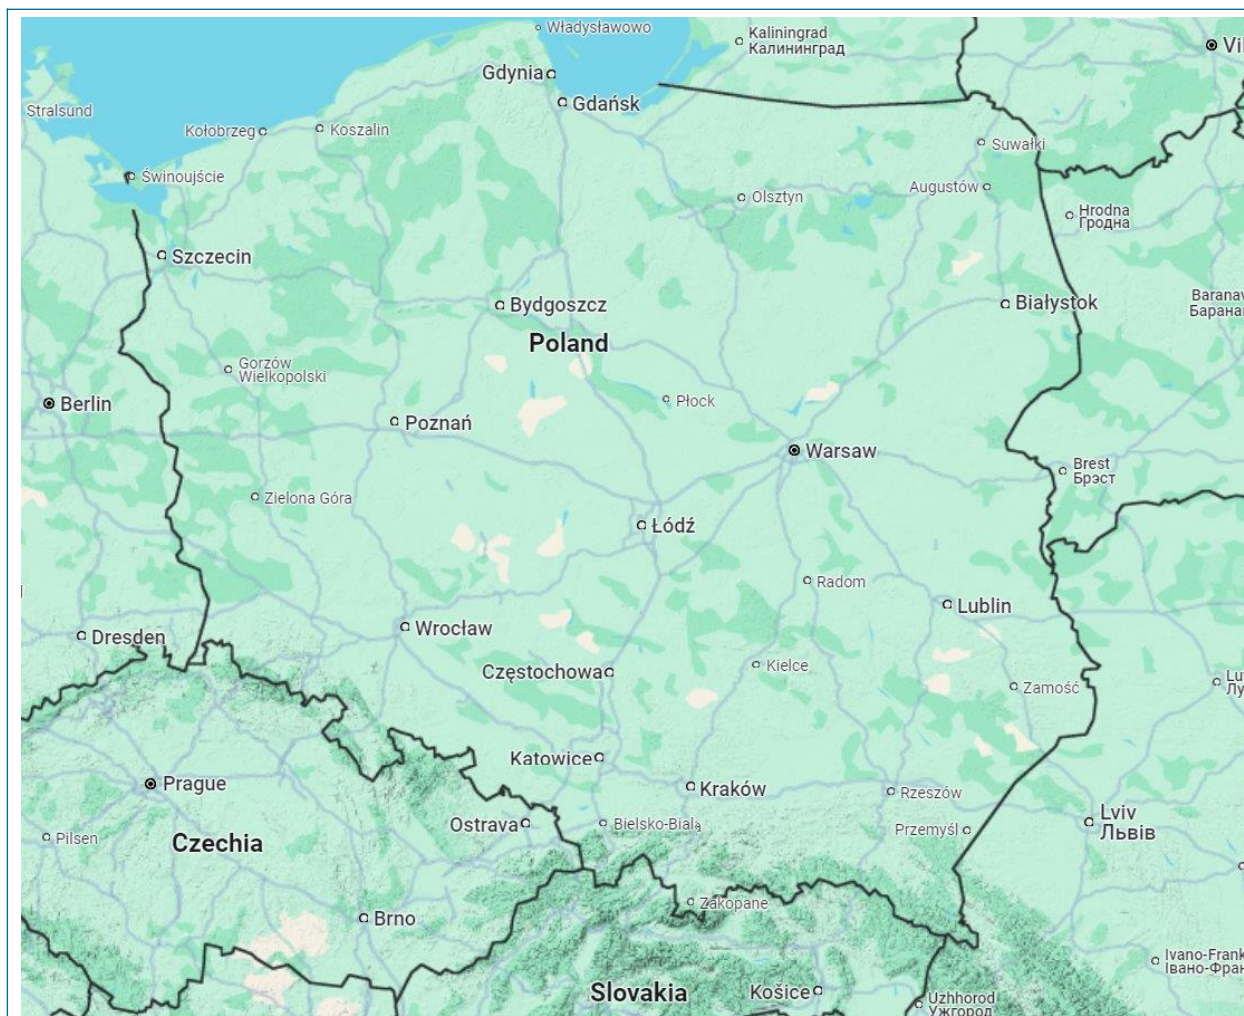 Władysławowo
Kaliningrad
Калининград
Gdynia
Gdańsk
Stralsund
Kołobrzeg
Koszalin
Suwałki
Świnoujście
Augustów
Olsztyn
Hrodna
Гродна
Szczecin
Bydgoszcz
Białystok
Poland
Gorzów
Wielkopolski
Berlin
Płock
Poznań
Warsaw
Brest
Брэст
Zielona Góra
Łódź
Radom
Lublin
Dresden
Wrocław
Częstochowa
Kielce
Zamość
Katowice
Prague
Kraków
Rzeszów
Lviv
Львів
Ostrava
Bielsko-Biala
Przemyśl
Pilsen
Czechia
Zakopane
Brno
Slovakia
Košice
Uzhhorod
Ужгород